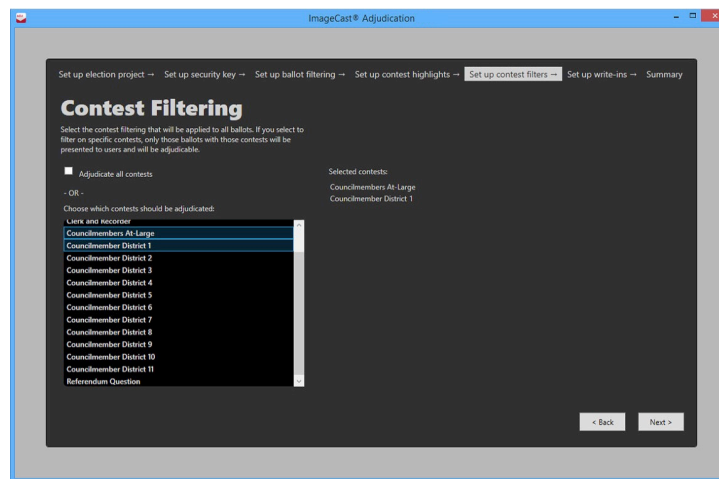 ImageCast® Adjudication
Set up election project → Set up security key → Set up ballot filtering → Set up contest highlights → Set up contest filters → Set up write-ins → Summary
Contest Filtering
Select the contest filtering that will be applied to all ballots. If you select to
filter on specific contests, only those ballots with those contests will be
presented to users and will be adjudicable.
Adjudicate all contests
- OR -
Choose which contests should be adjudicated:
Clerk and Recorder
Councilmembers At-Large
Councilmember District 1
Councilmember District 2
Councilmember District 3
Councilmember District 4
Councilmember District 5
Councilmember District 6
Councilmember District 7
Councilmember District 8
Councilmember District 9
Councilmember District 10
Councilmember District 11
Referendum Question
Selected contests:
Councilmembers At-Large
Councilmember District 1
< Back
Next >